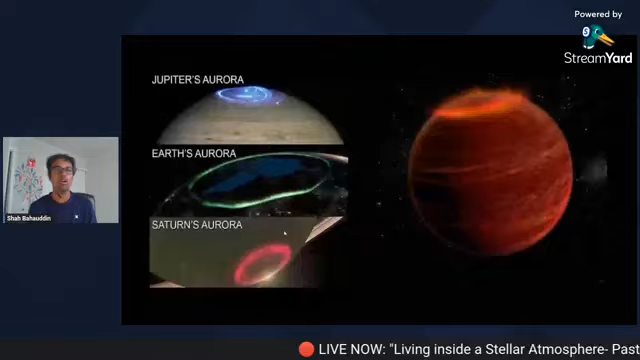 Powered by
StreamYard
JUPITER'S AURORA
EARTH'S AURORA
SATURN'S AURORA
Shah Bahauddin
LIVE NOW: "Living inside a Stellar Atmosphere- Past